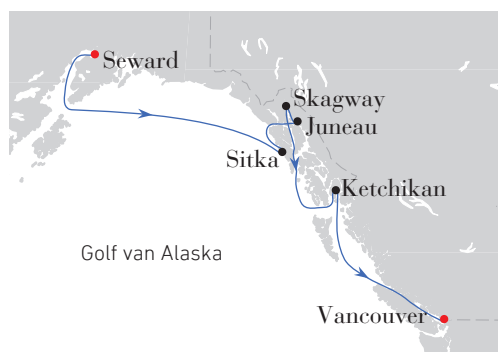 Seward
Skagway
Juneau
Sitka
Ketchikan
Golf van Alaska
Vancouver